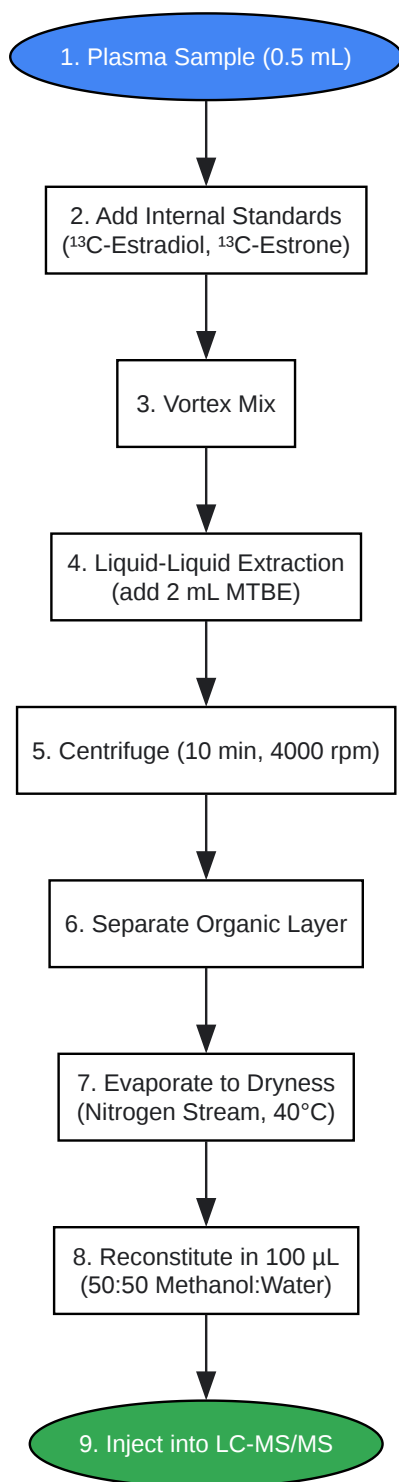 1. Plasma Sample (0.5 mL)
2. Add Internal Standards
(¹³C-Estradiol, ¹³C-Estrone)
3. Vortex Mix
4. Liquid-Liquid Extraction
(add 2 mL MTBE)
5. Centrifuge (10 min, 4000 rpm)
6. Separate Organic Layer
7. Evaporate to Dryness
(Nitrogen Stream, 40°C)
8. Reconstitute in 100 µL
(50:50 Methanol:Water)
9. Inject into LC-MS/MS